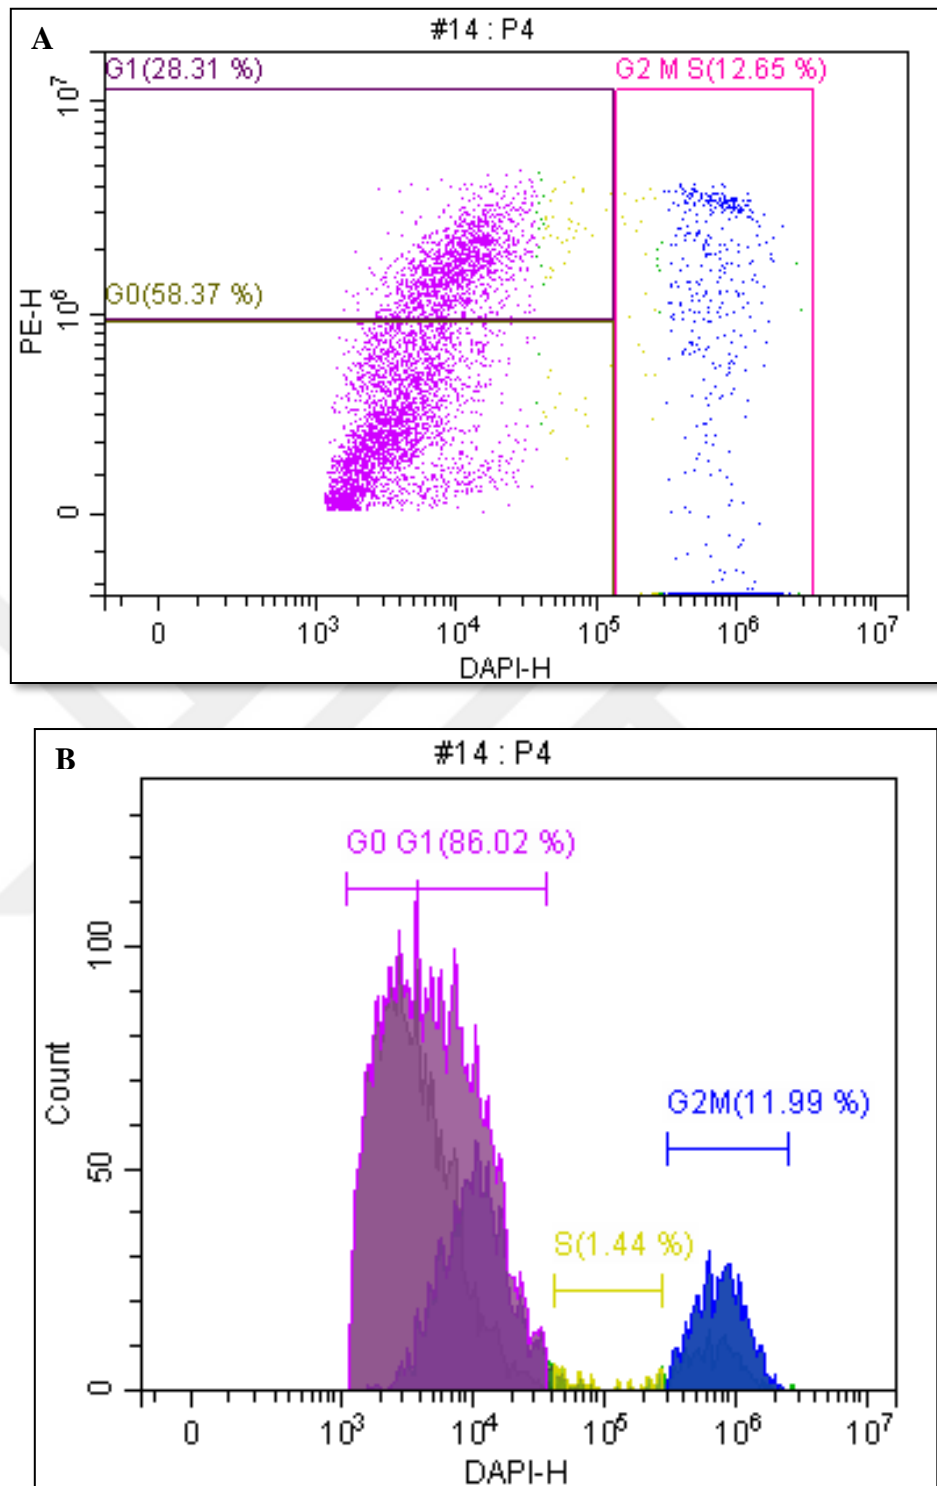 A
#14 : P4
G1(28.31 %)
G2 M S(12.65 %)
G0(58.37 %)
PE-H
10⁷
10⁶
0
0
10³
10⁴
10⁵
10⁶
10⁷
DAPI-H
B
#14 : P4
G0 G1(86.02 %)
G2M(11.99 %)
S(1.44 %)
Count
100
50
0
0
10³
10⁴
10⁵
10⁶
10⁷
DAPI-H